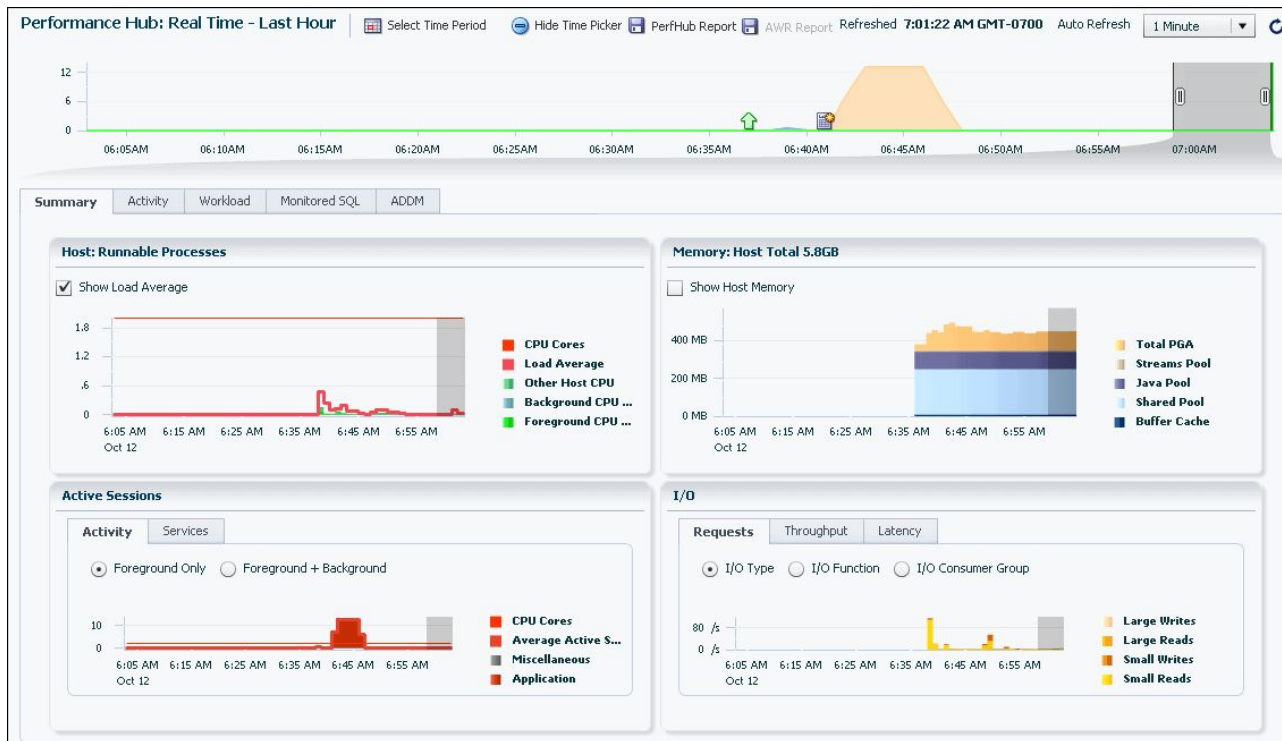 Performance Hub: Real Time - Last Hour Select Time Period Hide Time Picker PerfHub Report AWR Report Refreshed 7:01:22 AM GMT-0700 Auto Refresh 1 Minute
12
6
0
06:05AM 06:10AM 06:15AM 06:20AM 06:25AM 06:30AM 06:35AM 06:40AM 06:45AM 06:50AM 06:55AM 07:00AM
Summary Activity Workload Monitored SQL ADDM
Host: Runnable Processes
Show Load Average
1.8
1.2
.6
0
6:05 AM 6:15 AM 6:25 AM 6:35 AM 6:45 AM 6:55 AM
Oct 12
CPU Cores
Load Average
Other Host CPU
Background CPU ...
Foreground CPU ...
Memory: Host Total 5.8GB
Show Host Memory
400 MB
200 MB
0 MB
6:05 AM 6:15 AM 6:25 AM 6:35 AM 6:45 AM 6:55 AM
Oct 12
Total PGA
Streams Pool
Java Pool
Shared Pool
Buffer Cache
Active Sessions
Activity Services
Foreground Only Foreground + Background
10
0
6:05 AM 6:15 AM 6:25 AM 6:35 AM 6:45 AM 6:55 AM
Oct 12
CPU Cores
Average Active S...
Miscellaneous
Application
I/O
Requests Throughput Latency
I/O Type I/O Function I/O Consumer Group
80 /s
0 /s
6:05 AM 6:15 AM 6:25 AM 6:35 AM 6:45 AM 6:55 AM
Oct 12
Large Writes
Large Reads
Small Writes
Small Reads